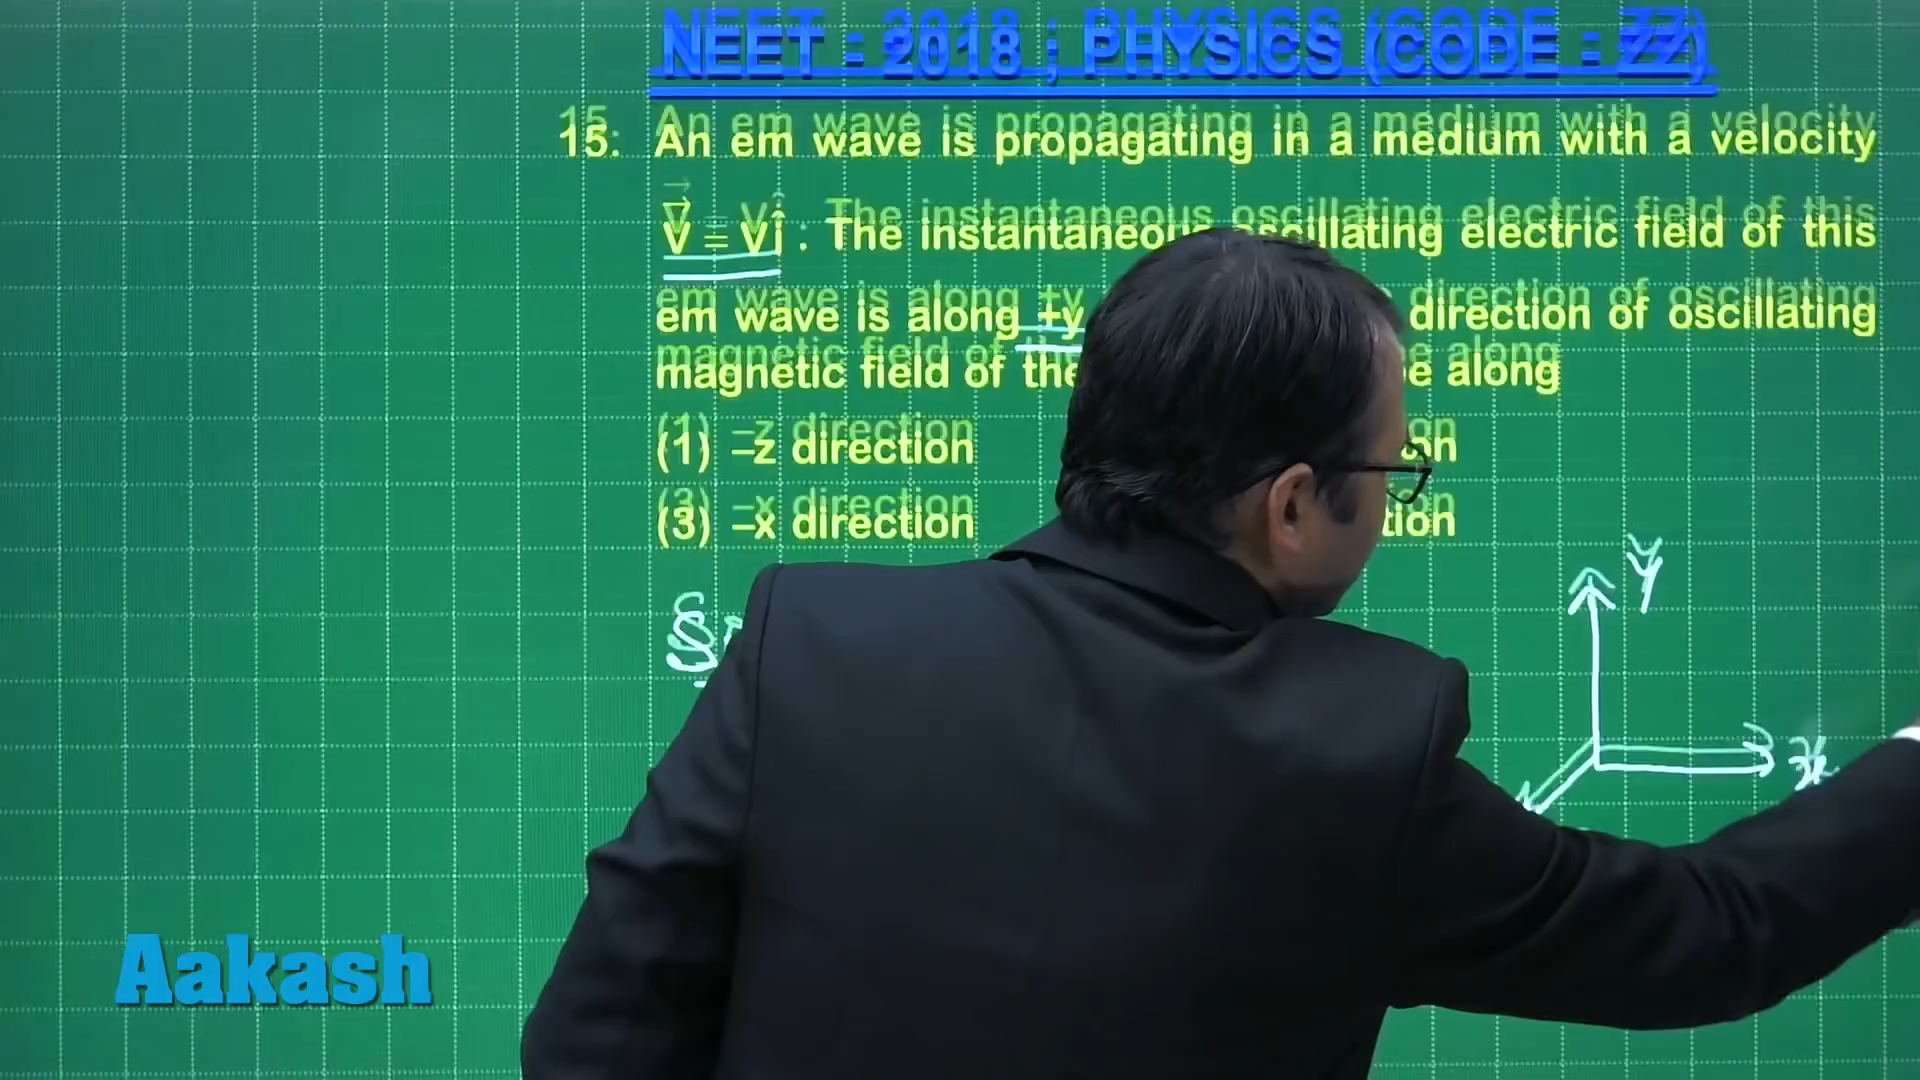 NEET - 2018 ; PHYSICS (CODE - ZZ)
15. An em wave is propagating in a medium with a velocity
V⃗ = Vî . The instantaneous oscillating electric field of this
em wave is along +y direction of oscillating
magnetic field of the along
(1) –z direction
(3) –x direction
y
x
Aakash